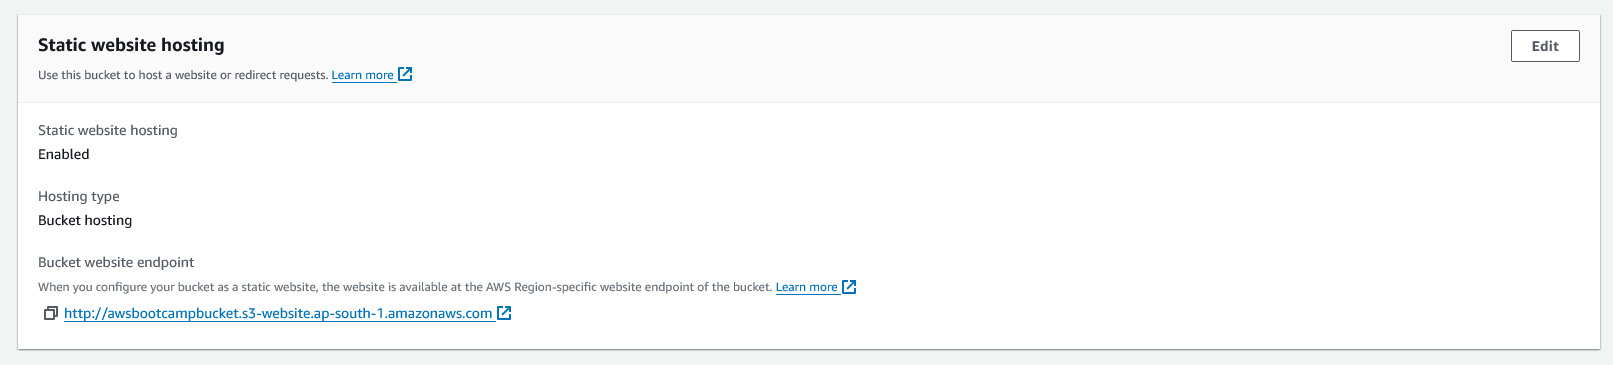 Static website hosting
Edit
Use this bucket to host a website or redirect requests. Learn more
Static website hosting
Enabled
Hosting type
Bucket hosting
Bucket website endpoint
When you configure your bucket as a static website, the website is available at the AWS Region-specific website endpoint of the bucket. Learn more
http://awsbootcampbucket.s3-website.ap-south-1.amazonaws.com